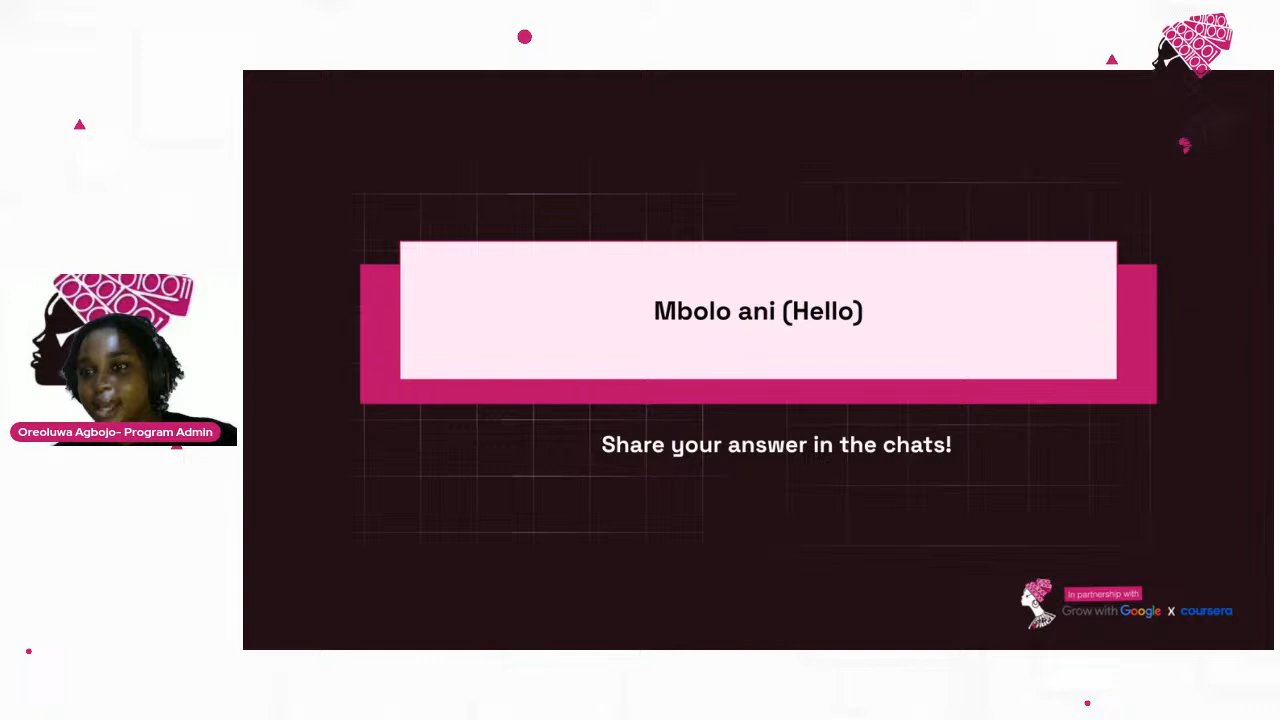 Mbolo ani (Hello)
Share your answer in the chats!
Oreoluwa Agbojo- Program Admin
In partnership with
Grow with Google X coursera